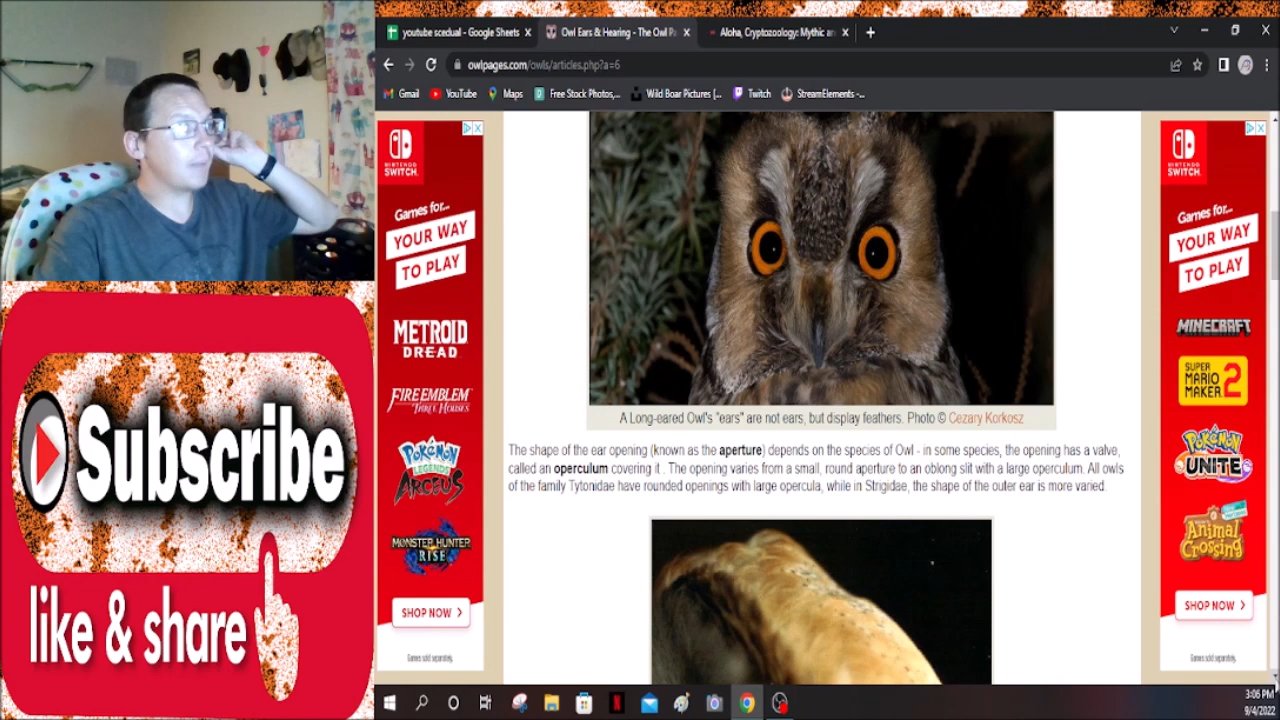 youtube scedual - Google Sheets
Owl Ears & Hearing - The Owl Pa
Aloha, Cryptozoology: Mythic an
owlpages.com/owls/articles.php?a=6
Gmail
YouTube
Maps
Free Stock Photos,...
Wild Boar Pictures [...
Twitch
StreamElements -...
NINTENDO
SWITCH
Games for...
YOUR WAY
TO PLAY
METROID
DREAD
FIRE EMBLEM
THREE HOUSES
POKÉMON
LEGENDS
ARCEUS
MONSTER HUNTER
RISE
SHOP NOW >
Games sold separately.
A Long-eared Owl's "ears" are not ears, but display feathers. Photo © Cezary Korkosz
The shape of the ear opening (known as the aperture) depends on the species of Owl - in some species, the opening has a valve,
called an operculum covering it . The opening varies from a small, round aperture to an oblong slit with a large operculum. All owls
of the family Tytonidae have rounded openings with large opercula, while in Strigidae, the shape of the outer ear is more varied.
NINTENDO
SWITCH
Games for...
YOUR WAY
TO PLAY
MINECRAFT
SUPER
MARIO
MAKER 2
POKÉMON
UNITE
Animal
Crossing
SHOP NOW >
Games sold separately.
Subscribe
like & share
3:06 PM
9/4/2022